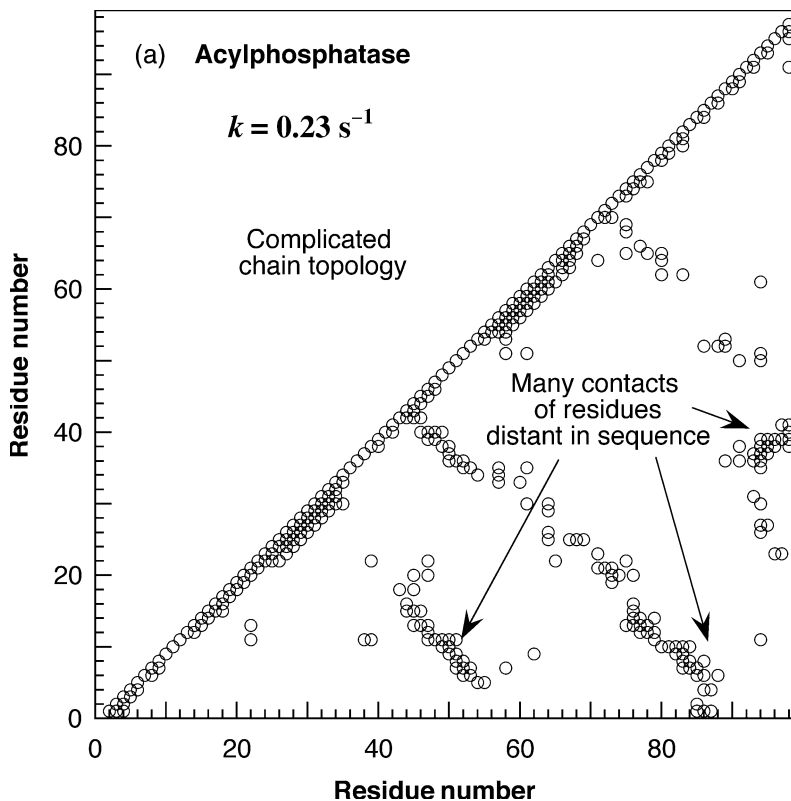 (a) Acylphosphatase
k = 0.23 s⁻¹
Complicated
chain topology
Many contacts
of residues
distant in sequence
Residue number
80
60
40
20
0
0 20 40 60 80
Residue number